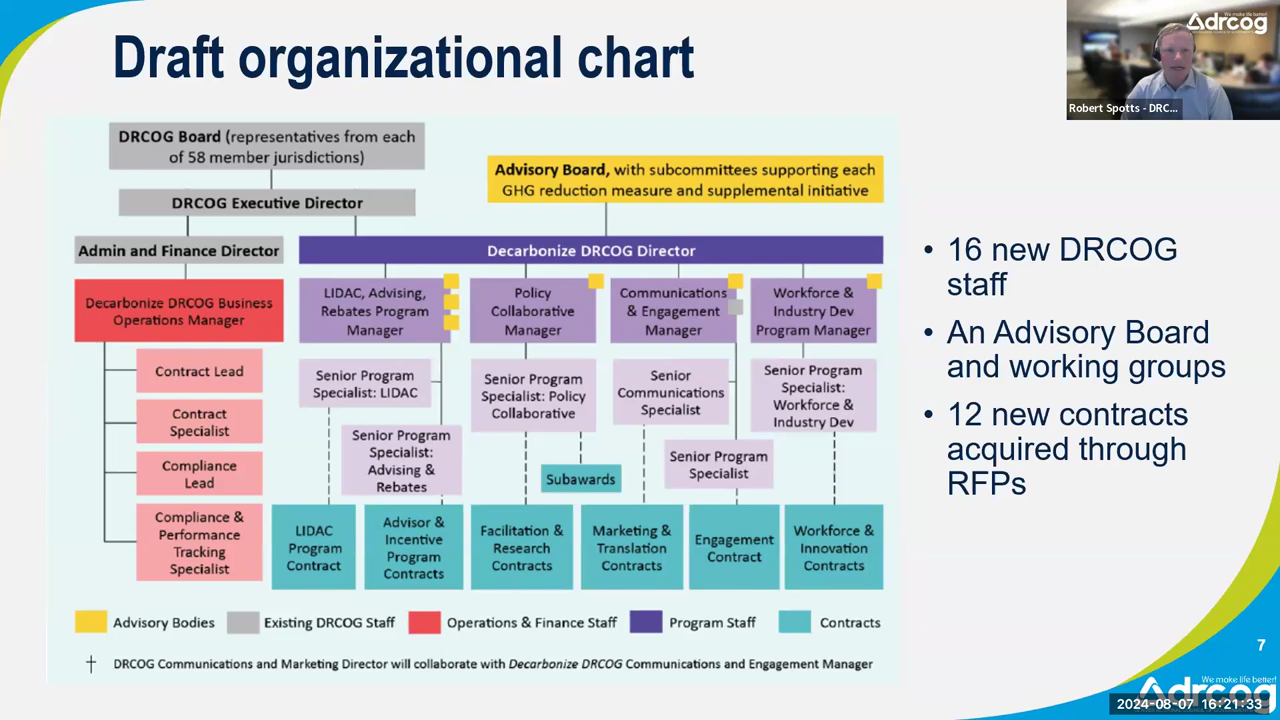 Draft organizational chart
We make life better!
drcog
Robert Spotts - DRC...
DRCOG Board (representatives from each
of 58 member jurisdictions)
Advisory Board, with subcommittees supporting each
GHG reduction measure and supplemental initiative
DRCOG Executive Director
Admin and Finance Director
Decarbonize DRCOG Director
Decarbonize DRCOG Business
Operations Manager
LIDAC, Advising,
Rebates Program
Manager
Policy
Collaborative
Manager
Communications
& Engagement
Manager
Workforce &
Industry Dev
Program Manager
Contract Lead
Contract
Specialist
Compliance
Lead
Compliance &
Performance
Tracking
Specialist
Senior Program
Specialist: LIDAC
Senior Program
Specialist:
Advising &
Rebates
Senior Program
Specialist: Policy
Collaborative
Subawards
Senior
Communications
Specialist
Senior Program
Specialist
Senior Program
Specialist:
Workforce &
Industry Dev
LIDAC
Program
Contract
Advisor &
Incentive
Program
Contracts
Facilitation &
Research
Contracts
Marketing &
Translation
Contracts
Engagement
Contract
Workforce &
Innovation
Contracts
Advisory Bodies
Existing DRCOG Staff
Operations & Finance Staff
Program Staff
Contracts
† DRCOG Communications and Marketing Director will collaborate with Decarbonize DRCOG Communications and Engagement Manager
• 16 new DRCOG
staff
• An Advisory Board
and working groups
• 12 new contracts
acquired through
RFPs
7
We make life better!
drcog
2024-08-07 16:21:33